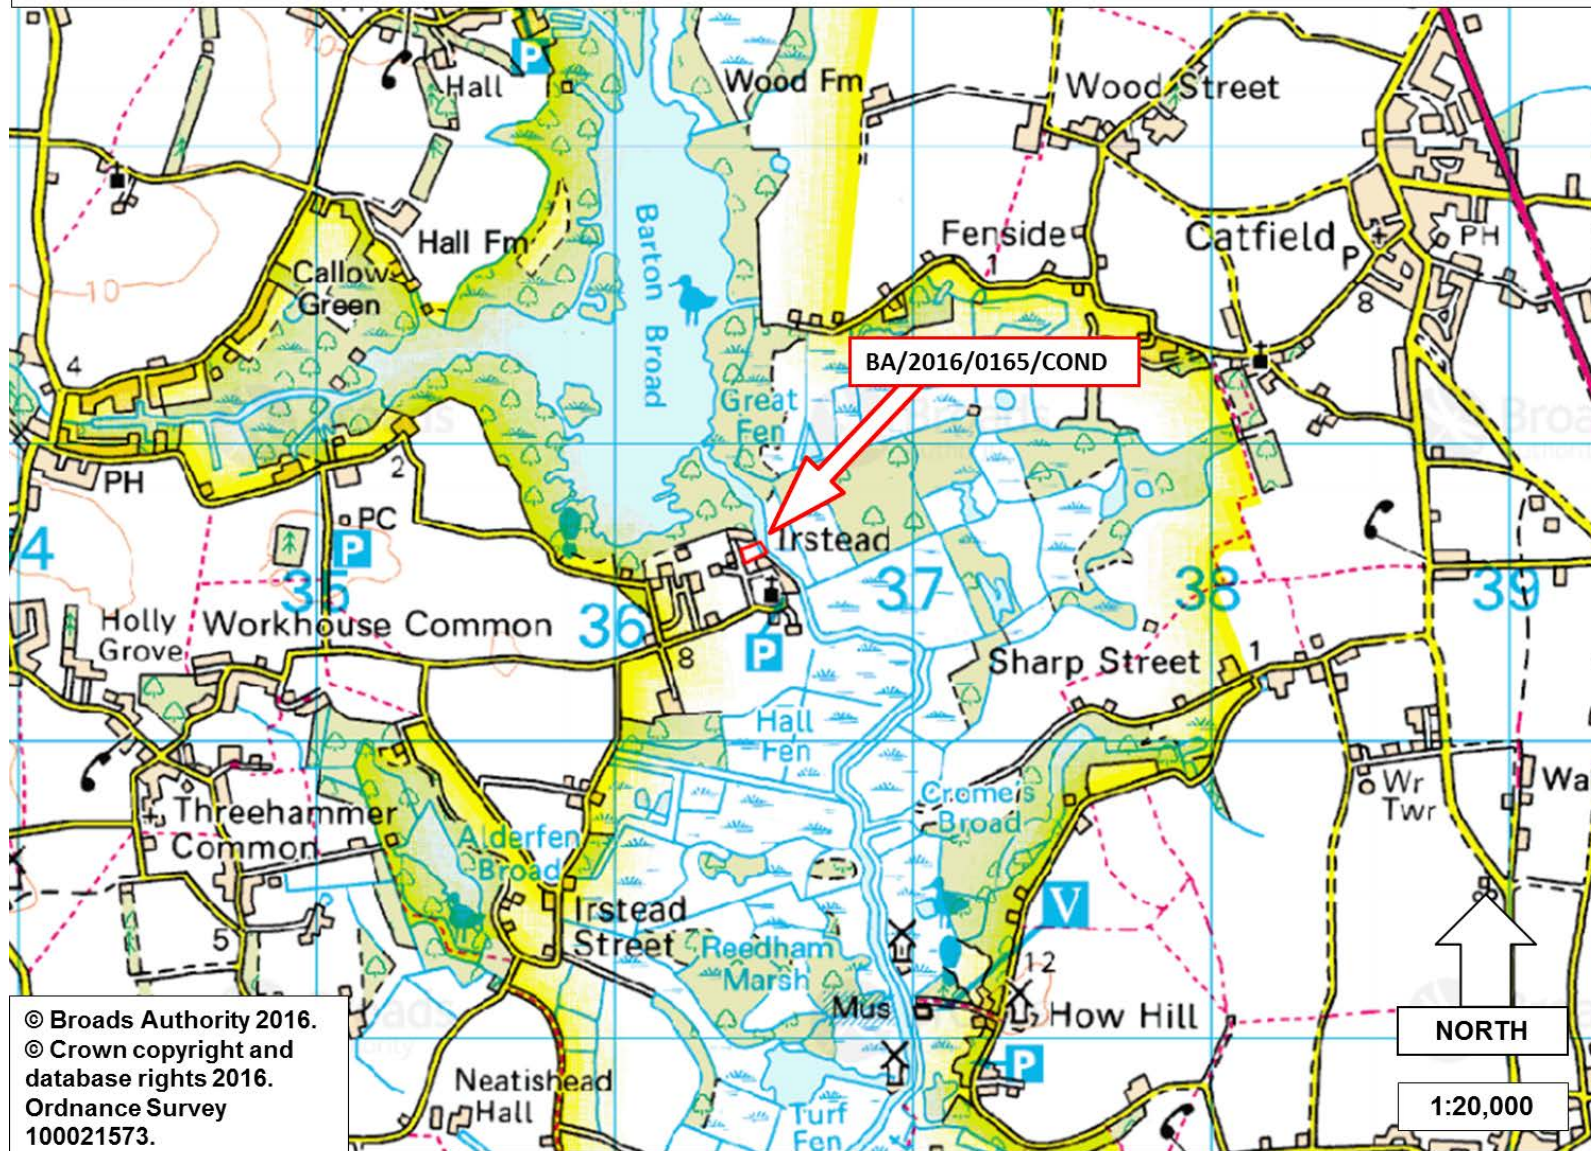 Hall
P
Wood Fm
Wood Street
Hall Fm
Fenside
1
Catfield
P
PH
Callow
Green
10
Barton Broad
8
4
BA/2016/0165/COND
Great
Fen
PH
2
PC
P
Irstead
4
35
36
37
38
39
Holly
Grove
Workhouse Common
8
P
Sharp Street
1
Hall
Fen
Crome's
Broad
Wr
Twr
Wa
Threehammer
Common
Alderfen
Broad
V
5
Irstead
Street
Reedham
Marsh
12
Mus
How Hill
P
NORTH
Neatishead
Hall
Turf
Fen
1:20,000
© Broads Authority 2016.
© Crown copyright and
database rights 2016.
Ordnance Survey
100021573.